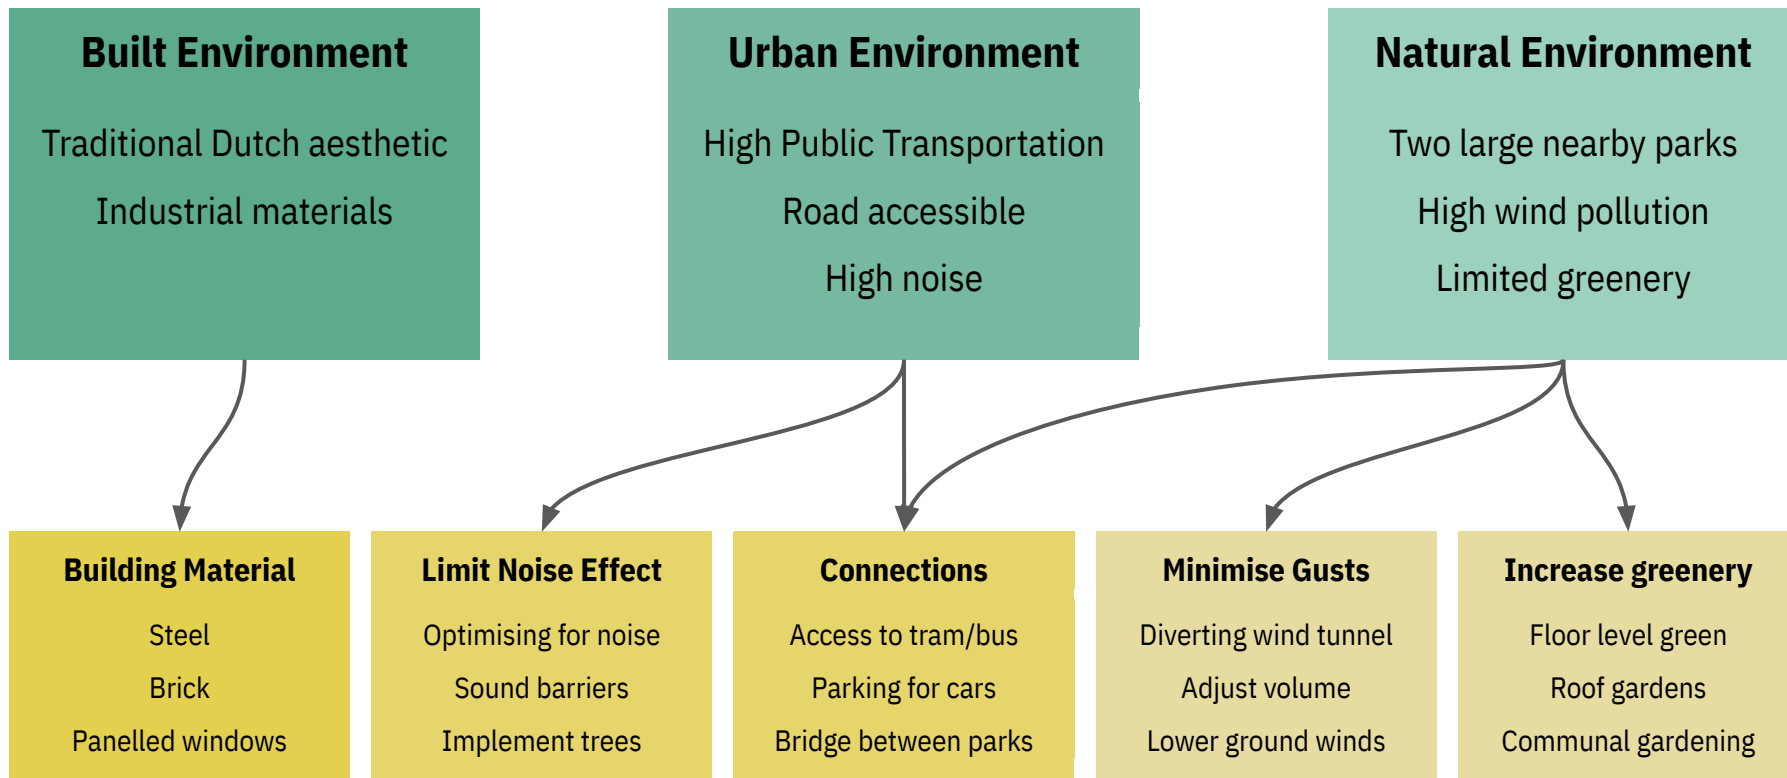 Built Environment
Traditional Dutch aesthetic
Industrial materials
Urban Environment
High Public Transportation
Road accessible
High noise
Natural Environment
Two large nearby parks
High wind pollution
Limited greenery
Building Material
Steel
Brick
Panelled windows
Limit Noise Effect
Optimising for noise
Sound barriers
Implement trees
Connections
Access to tram/bus
Parking for cars
Bridge between parks
Minimise Gusts
Diverting wind tunnel
Adjust volume
Lower ground winds
Increase greenery
Floor level green
Roof gardens
Communal gardening